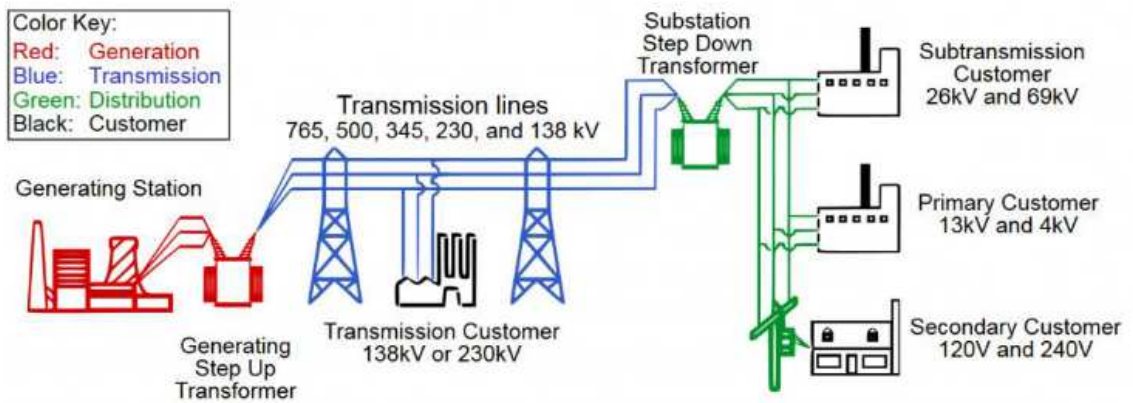 Color Key:
Red: Generation
Blue: Transmission
Green: Distribution
Black: Customer
Generating Station
Generating
Step Up
Transformer
Transmission lines
765, 500, 345, 230, and 138 kV
Transmission Customer
138kV or 230kV
Substation
Step Down
Transformer
Subtransmission
Customer
26kV and 69kV
Primary Customer
13kV and 4kV
Secondary Customer
120V and 240V